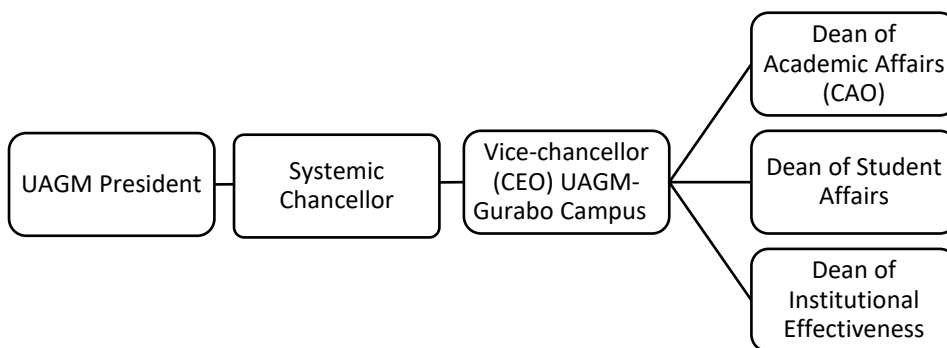 UAGM President
Systemic
Chancellor
Vice-chancellor
(CEO) UAGM-
Gurabo Campus
Dean of
Academic Affairs
(CAO)
Dean of Student
Affairs
Dean of
Institutional
Effectiveness